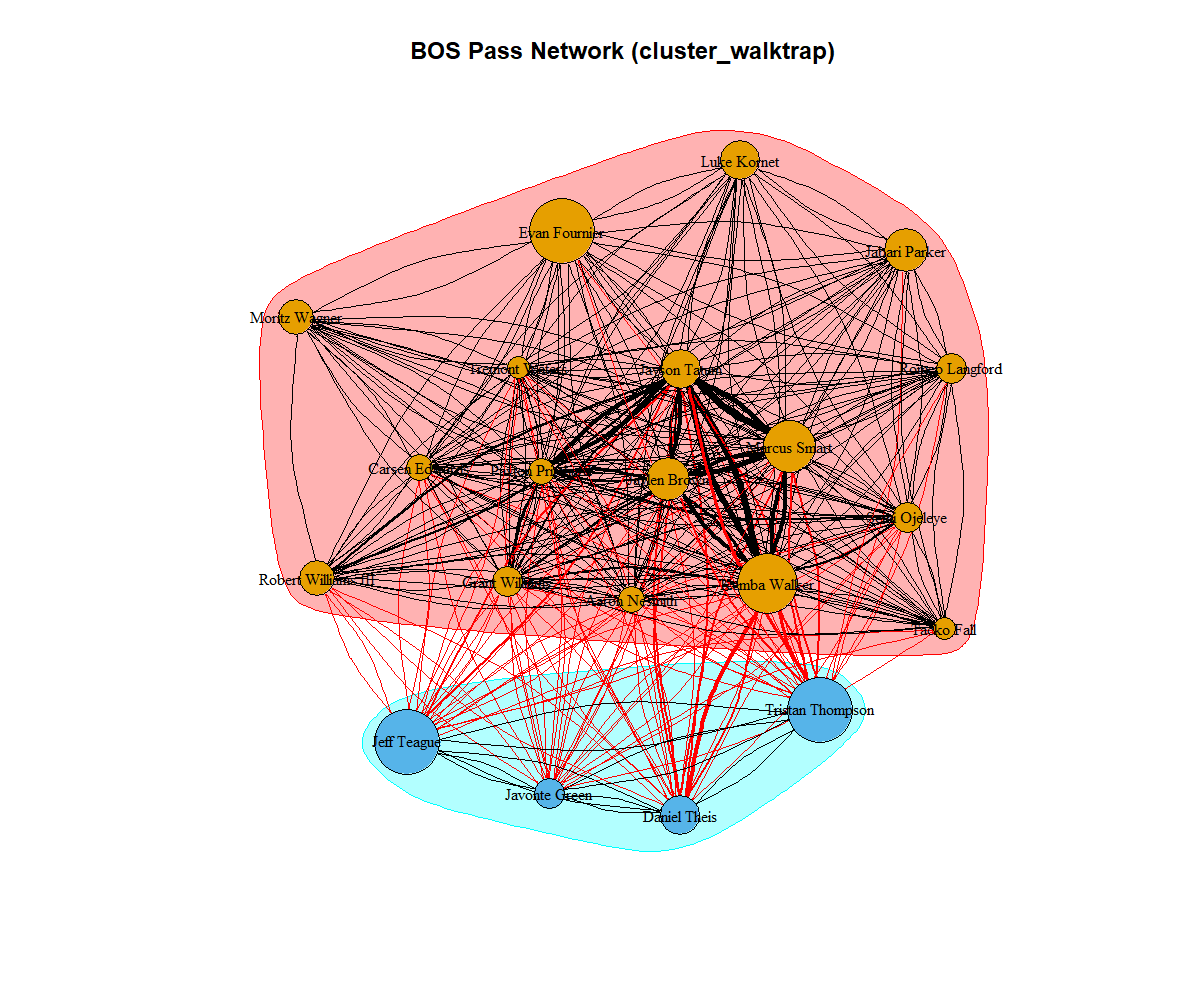 BOS Pass Network (cluster_walktrap)
Luke Kornet
Evan Fournier
Jabari Parker
Moritz Wagner
Tremont Waters
Jayson Tatum
Romeo Langford
Marcus Smart
Carsen Edwards
Payton Pritchard
Jaylen Brown
Semi Ojeleye
Robert Williams III
Grant Williams
Kemba Walker
Aaron Nesmith
Tacko Fall
Tristan Thompson
Jeff Teague
Javonte Green
Daniel Theis